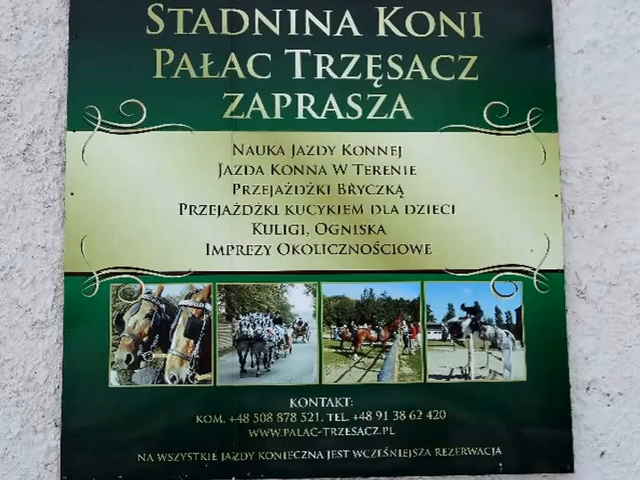 STADNINA KONI
PAŁAC TRZĘSACZ
ZAPRASZA
NAUKA JAZDY KONNEJ
JAZDA KONNA W TERENIE
PRZEJAŻDŻKI BRYCZKĄ
PRZEJAŻDŻKI KUCYKIEM DLA DZIECI
KULIGI, OGNISKA
IMPREZY OKOLICZNOŚCIOWE
KONTAKT:
KOM. +48 508 878 521, TEL. +48 91 38 62 420
WWW.PALAC-TRZESACZ.PL
NA WSZYSTKIE JAZDY KONIECZNA JEST WCZEŚNIEJSZA REZERWACJA